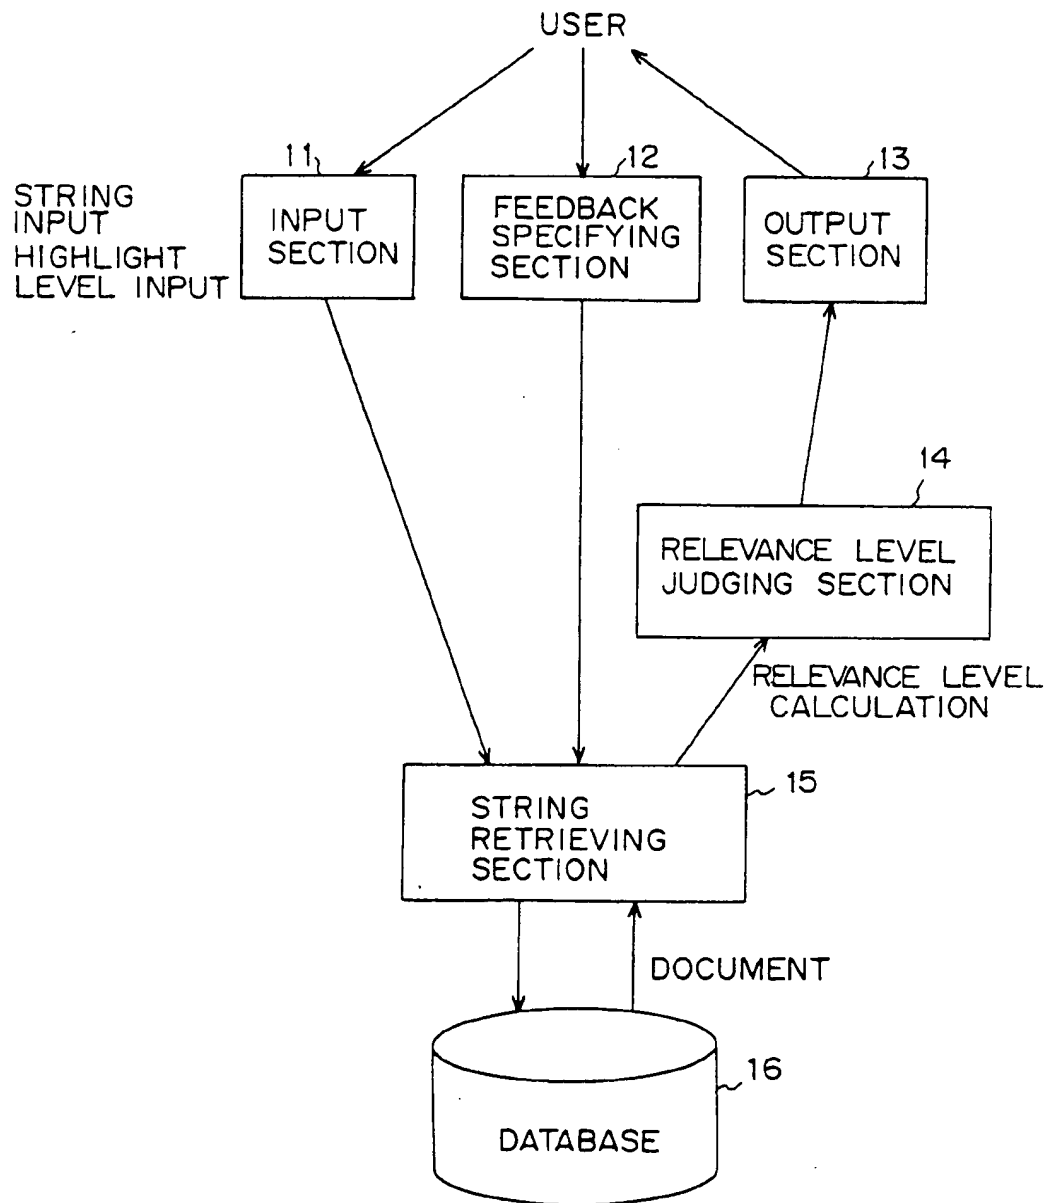 USER
11
12
13
STRING
INPUT
HIGHLIGHT
LEVEL INPUT
INPUT
SECTION
FEEDBACK
SPECIFYING
SECTION
OUTPUT
SECTION
14
RELEVANCE LEVEL
JUDGING SECTION
RELEVANCE LEVEL
CALCULATION
15
STRING
RETRIEVING
SECTION
DOCUMENT
16
DATABASE